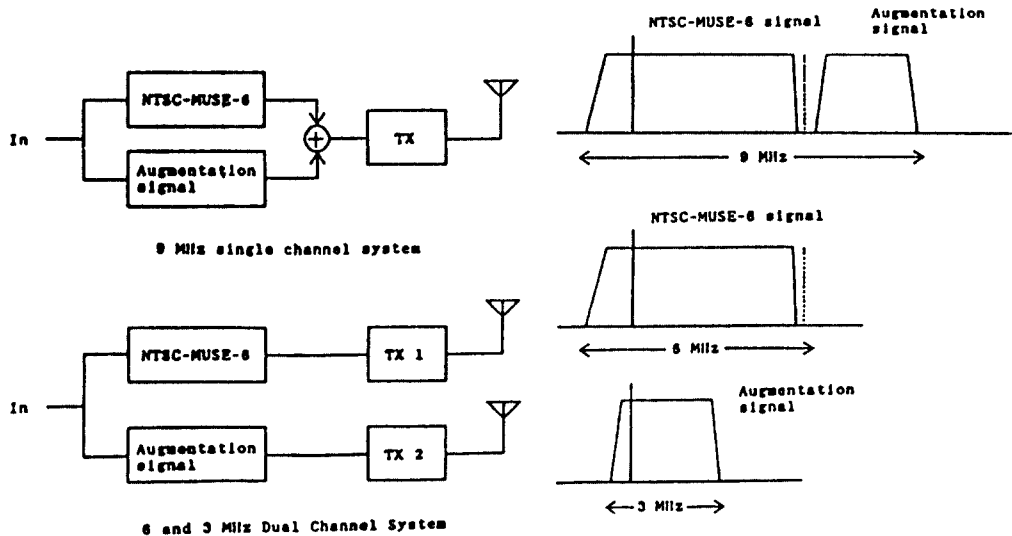 NTSC-MUSE-6 signal
Augmentation
signal
NTSC-MUSE-6
In
TX
Augmentation
signal
9 MHz
9 MHz single channel system
NTSC-MUSE-6 signal
6 MHz
NTSC-MUSE-6
TX 1
In
Augmentation
signal
TX 2
Augmentation
signal
3 MHz
6 and 3 MHz Dual Channel System